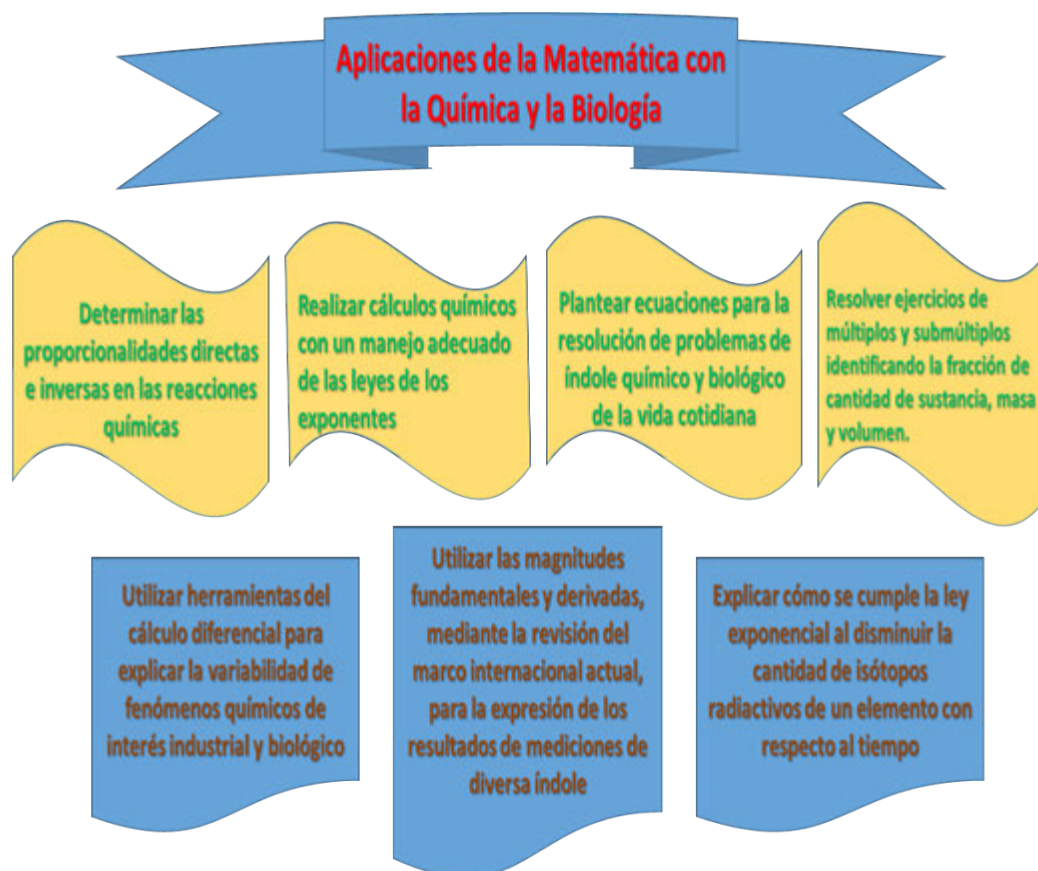 Aplicaciones de la Matemática con
la Química y la Biología
Determinar las
proporcionalidades directas
e inversas en las reacciones
químicas
Realizar cálculos químicos
con un manejo adecuado
de las leyes de los
exponentes
Plantear ecuaciones para la
resolución de problemas de
índole químico y biológico
de la vida cotidiana
Resolver ejercicios de
múltiplos y submúltiplos
identificando la fracción de
cantidad de sustancia, masa
y volumen.
Utilizar herramientas del
cálculo diferencial para
explicar la variabilidad de
fenómenos químicos de
interés industrial y biológico
Utilizar las magnitudes
fundamentales y derivadas,
mediante la revisión del
marco internacional actual,
para la expresión de los
resultados de mediciones de
diversa índole
Explicar cómo se cumple la ley
exponencial al disminuir la
cantidad de isótopos
radiactivos de un elemento con
respecto al tiempo